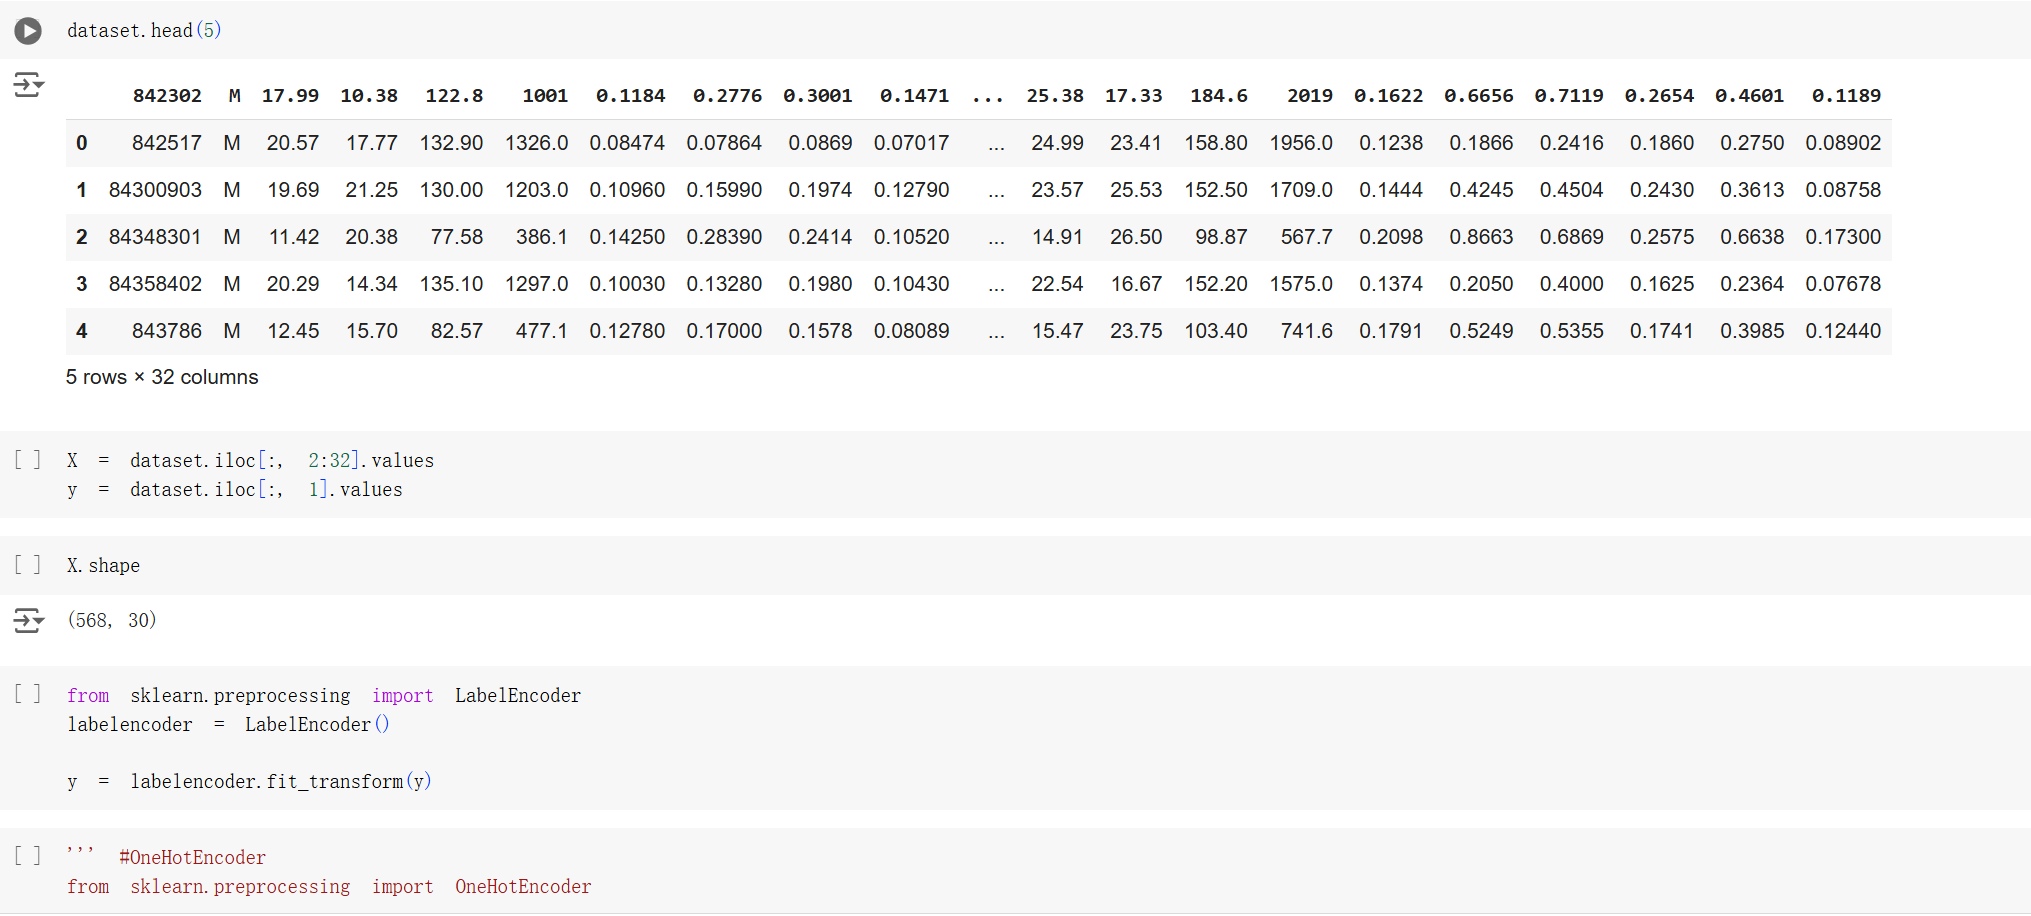 dataset.head(5)
842302 M 17.99 10.38 122.8 1001 0.1184 0.2776 0.3001 0.1471 ... 25.38 17.33 184.6 2019 0.1622 0.6656 0.7119 0.2654 0.4601 0.1189
0 842517 M 20.57 17.77 132.90 1326.0 0.08474 0.07864 0.0869 0.07017 ... 24.99 23.41 158.80 1956.0 0.1238 0.1866 0.2416 0.1860 0.2750 0.08902
1 84300903 M 19.69 21.25 130.00 1203.0 0.10960 0.15990 0.1974 0.12790 ... 23.57 25.53 152.50 1709.0 0.1444 0.4245 0.4504 0.2430 0.3613 0.08758
2 84348301 M 11.42 20.38 77.58 386.1 0.14250 0.28390 0.2414 0.10520 ... 14.91 26.50 98.87 567.7 0.2098 0.8663 0.6869 0.2575 0.6638 0.17300
3 84358402 M 20.29 14.34 135.10 1297.0 0.10030 0.13280 0.1980 0.10430 ... 22.54 16.67 152.20 1575.0 0.1374 0.2050 0.4000 0.1625 0.2364 0.07678
4 843786 M 12.45 15.70 82.57 477.1 0.12780 0.17000 0.1578 0.08089 ... 15.47 23.75 103.40 741.6 0.1791 0.5249 0.5355 0.1741 0.3985 0.12440
5 rows × 32 columns
[ ] X = dataset.iloc[:, 2:32].values
y = dataset.iloc[:, 1].values
[ ] X.shape
(568, 30)
[ ] from sklearn.preprocessing import LabelEncoder
labelencoder = LabelEncoder()
y = labelencoder.fit_transform(y)
[ ] ''' #OneHotEncoder
from sklearn.preprocessing import OneHotEncoder